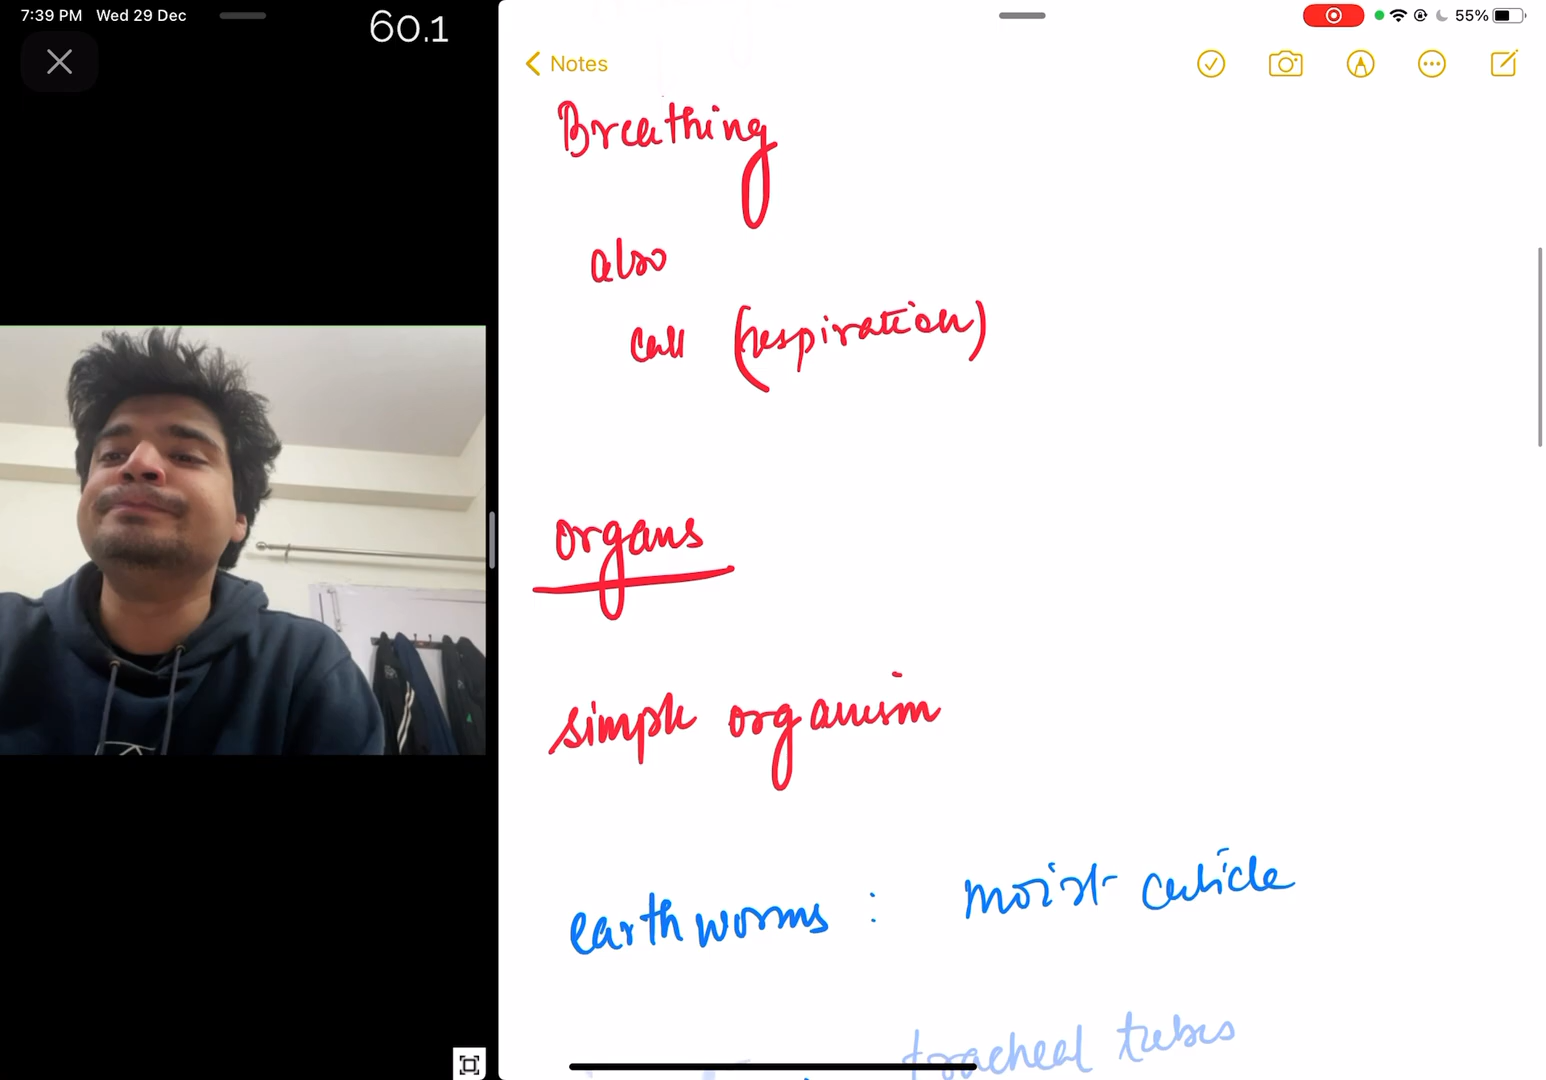 7:39 PM Wed 29 Dec
60.1
55%
Notes
Breathing
also
call (respiration)
organs
simple organism
earthworms : moist cuticle
tracheal tubes